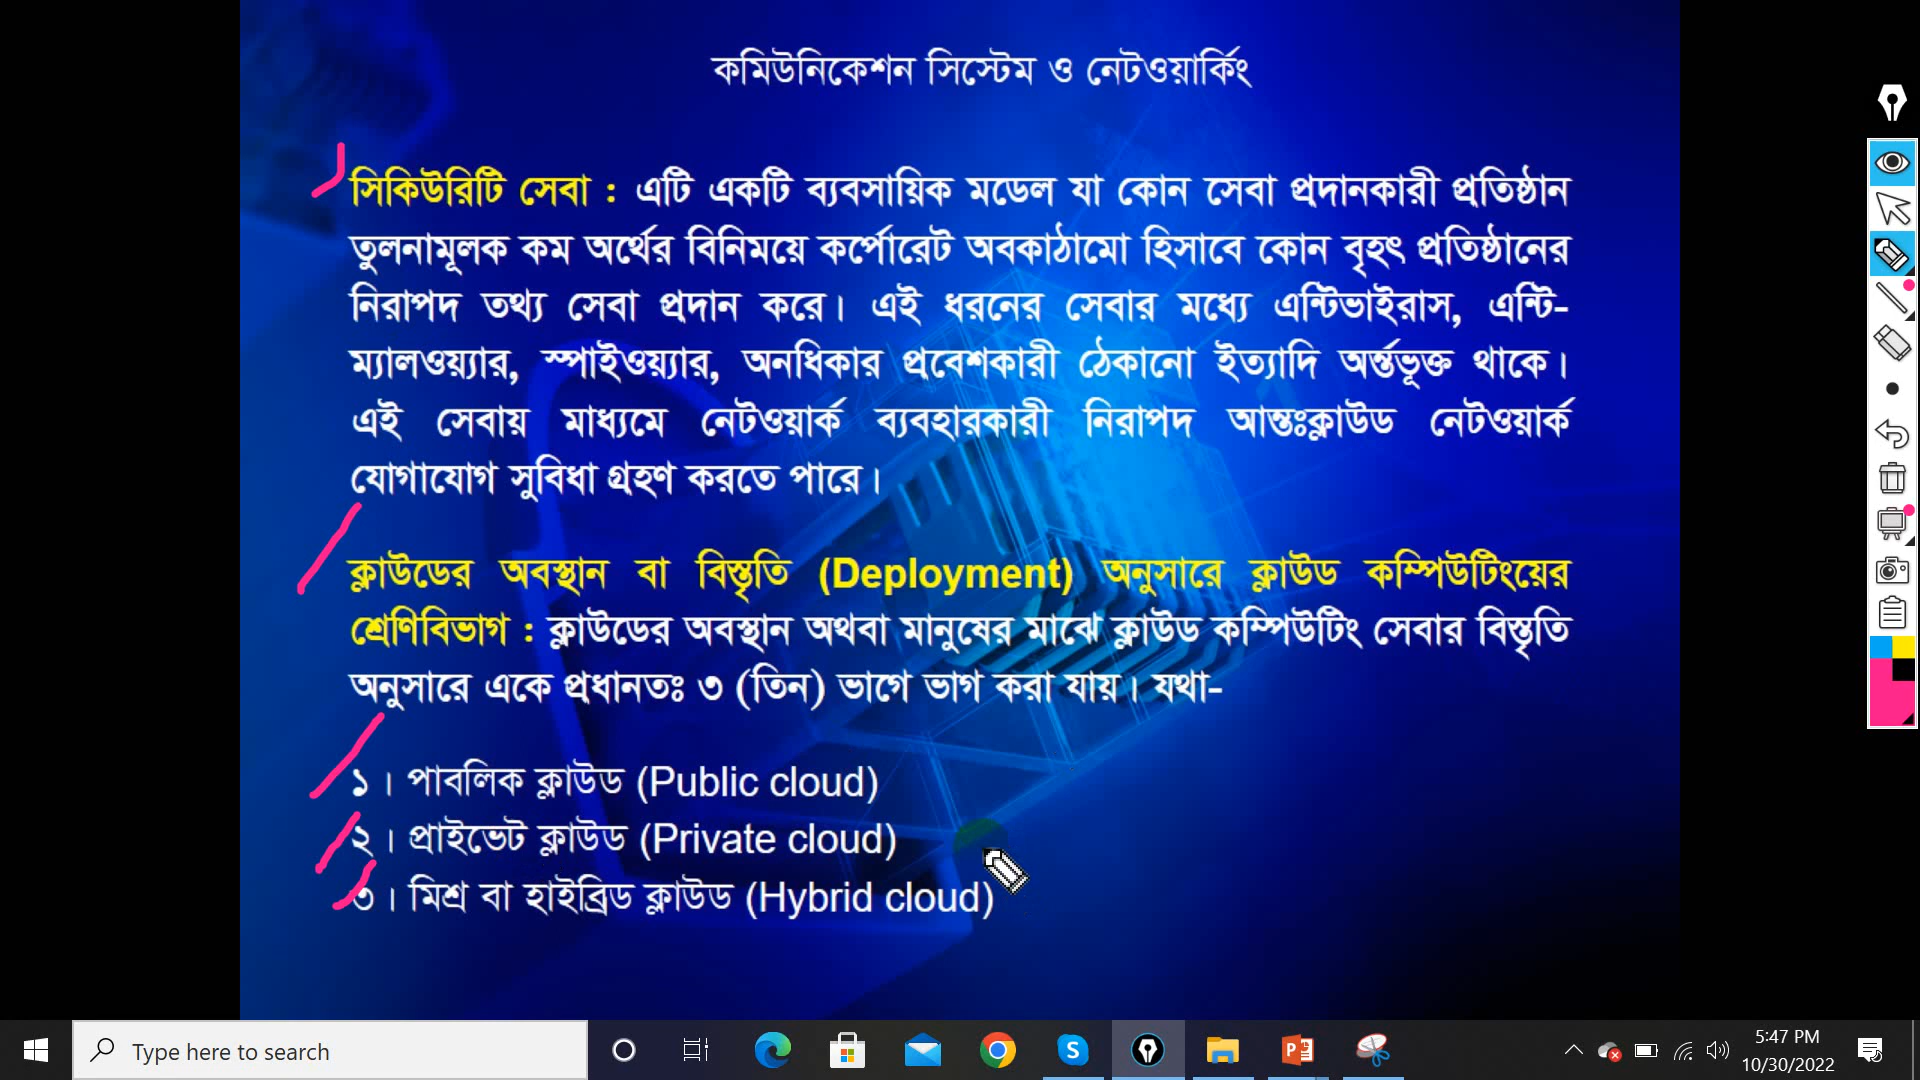 কমিউনিকেশন সিস্টেম ও নেটওয়ার্কিং
সিকিউরিটি সেবা : এটি একটি ব্যবসায়িক মডেল যা কোন সেবা প্রদানকারী প্রতিষ্ঠান
তুলনামূলক কম অর্থের বিনিময়ে কর্পোরেট অবকাঠামো হিসাবে কোন বৃহৎ প্রতিষ্ঠানের
নিরাপদ তথ্য সেবা প্রদান করে। এই ধরনের সেবার মধ্যে এন্টিভাইরাস, এন্টি-
ম্যালওয়্যার, স্পাইওয়্যার, অনধিকার প্রবেশকারী ঠেকানো ইত্যাদি অর্ন্তভূক্ত থাকে।
এই সেবায় মাধ্যমে নেটওয়ার্ক ব্যবহারকারী নিরাপদ আন্তঃক্লাউড নেটওয়ার্ক
যোগাযোগ সুবিধা গ্রহণ করতে পারে।
ক্লাউডের অবস্থান বা বিস্তৃতি (Deployment) অনুসারে ক্লাউড কম্পিউটিংয়ের
শ্রেণিবিভাগ : ক্লাউডের অবস্থান অথবা মানুষের মাঝে ক্লাউড কম্পিউটিং সেবার বিস্তৃতি
অনুসারে একে প্রধানতঃ ৩ (তিন) ভাগে ভাগ করা যায়। যথা-
১। পাবলিক ক্লাউড (Public cloud)
২। প্রাইভেট ক্লাউড (Private cloud)
৩। মিশ্র বা হাইব্রিড ক্লাউড (Hybrid cloud)
Type here to search
5:47 PM
10/30/2022